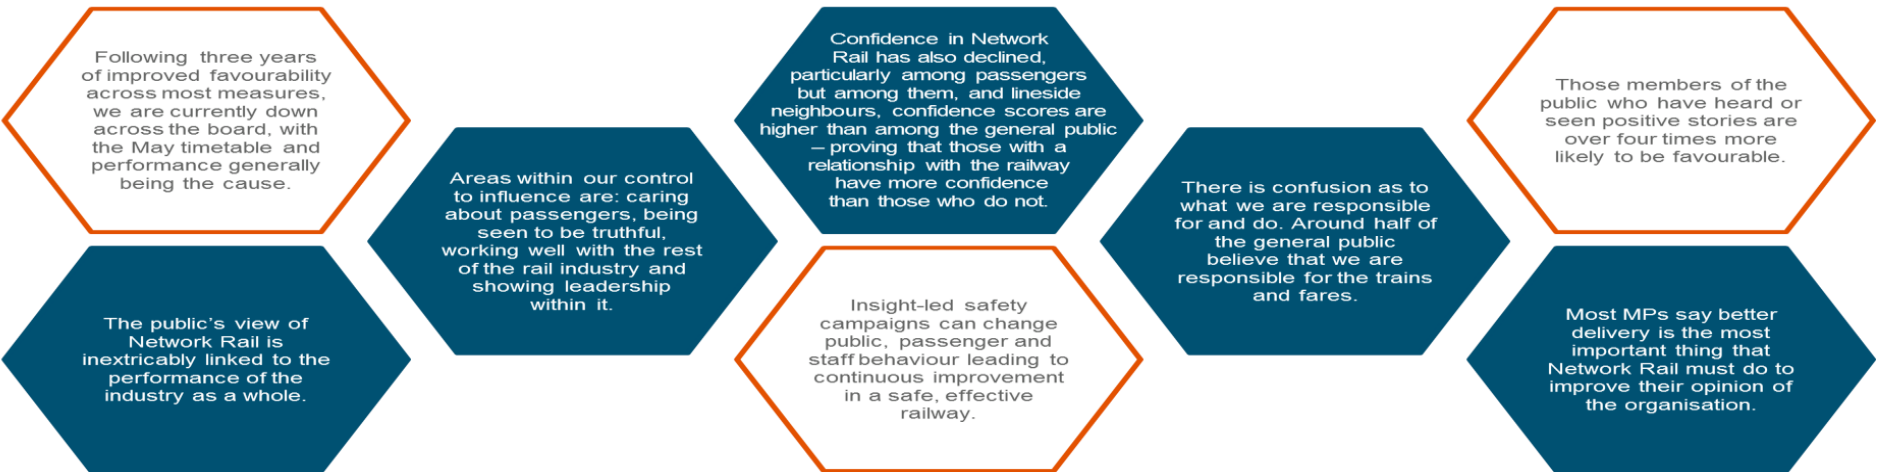 Following three years
of improved favourability
across most measures,
we are currently down
across the board, with
the May timetable and
performance generally
being the cause.
The public’s view of
Network Rail is
inextricably linked to the
performance of the
industry as a whole.
Areas within our control
to influence are: caring
about passengers, being
seen to be truthful,
working well with the rest
of the rail industry and
showing leadership
within it.
Confidence in Network
Rail has also declined,
particularly among passengers
but among them, and lineside
neighbours, confidence scores are
higher than among the general public
– proving that those with a
relationship with the railway
have more confidence
than those who do not.
Insight-led safety
campaigns can change
public, passenger and
staff behaviour leading to
continuous improvement
in a safe, effective
railway.
There is confusion as to
what we are responsible
for and do. Around half of
the general public
believe that we are
responsible for the trains
and fares.
Those members of the
public who have heard or
seen positive stories are
over four times more
likely to be favourable.
Most MPs say better
delivery is the most
important thing that
Network Rail must do to
improve their opinion of
the organisation.